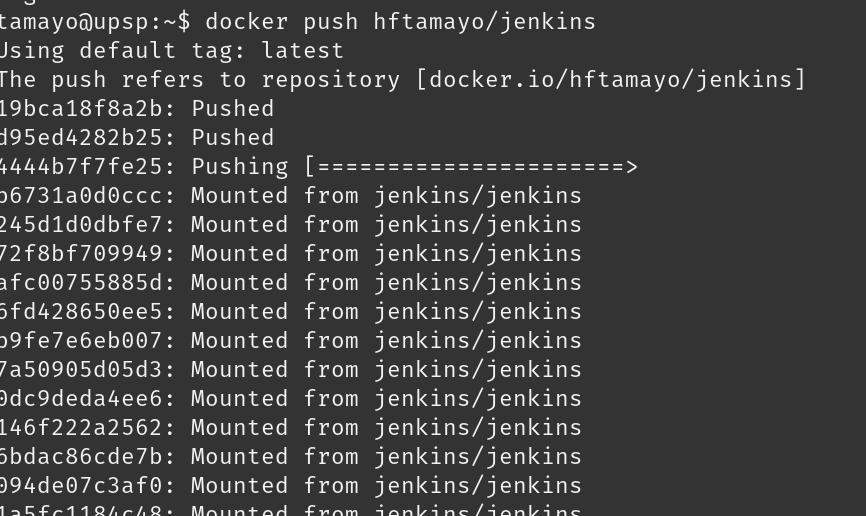 tamayo@upsp:~$ docker push hftamayo/jenkins
Using default tag: latest
The push refers to repository [docker.io/hftamayo/jenkins]
19bca18f8a2b: Pushed
d95ed4282b25: Pushed
4444b7f7fe25: Pushing [======================>
b6731a0d0ccc: Mounted from jenkins/jenkins
245d1d0dbfe7: Mounted from jenkins/jenkins
72f8bf709949: Mounted from jenkins/jenkins
afc00755885d: Mounted from jenkins/jenkins
6fd428650ee5: Mounted from jenkins/jenkins
b9fe7e6eb007: Mounted from jenkins/jenkins
7a50905d05d3: Mounted from jenkins/jenkins
0dc9deda4ee6: Mounted from jenkins/jenkins
146f222a2562: Mounted from jenkins/jenkins
6bdac86cde7b: Mounted from jenkins/jenkins
094de07c3af0: Mounted from jenkins/jenkins
1a5fc1184c48: Mounted from jenkins/jenkins